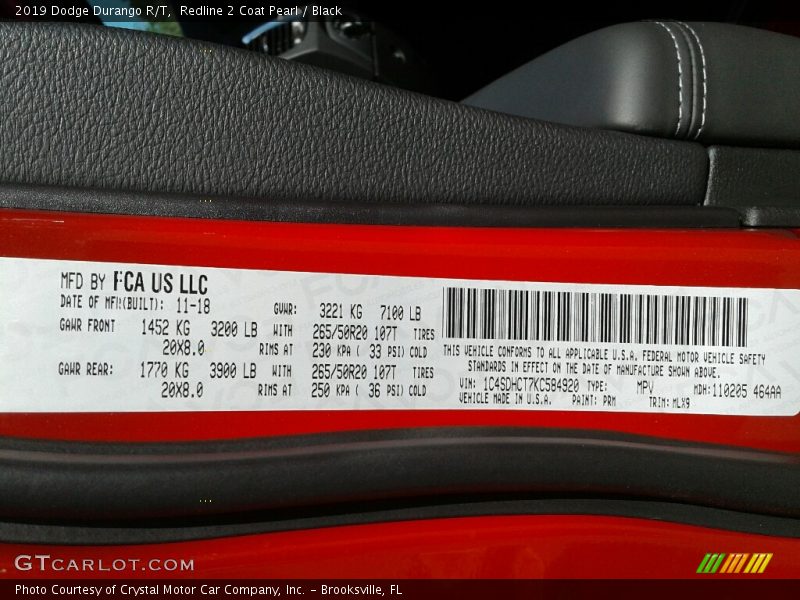 2019 Dodge Durango R/T, Redline 2 Coat Pearl / Black
MFD BY FCA US LLC
DATE OF MFR(BUILT): 11-18 GVWR: 3221 KG 7100 LB
GAWR FRONT 1452 KG 3200 LB WITH 265/50R20 107T TIRES
20X8.0 RIMS AT 230 KPA ( 33 PSI) COLD
GAWR REAR: 1770 KG 3900 LB WITH 265/50R20 107T TIRES
20X8.0 RIMS AT 250 KPA ( 36 PSI) COLD
THIS VEHICLE CONFORMS TO ALL APPLICABLE U.S.A. FEDERAL MOTOR VEHICLE SAFETY
STANDARDS IN EFFECT ON THE DATE OF MANUFACTURE SHOWN ABOVE.
VIN: 1C4SDHCT7KC584920 TYPE: MPV MDH:110205 464AA
VEHICLE MADE IN U.S.A. PAINT: PRM TRIM: MLX9
GTCARLOT.COM
Photo Courtesy of Crystal Motor Car Company, Inc. - Brooksville, FL